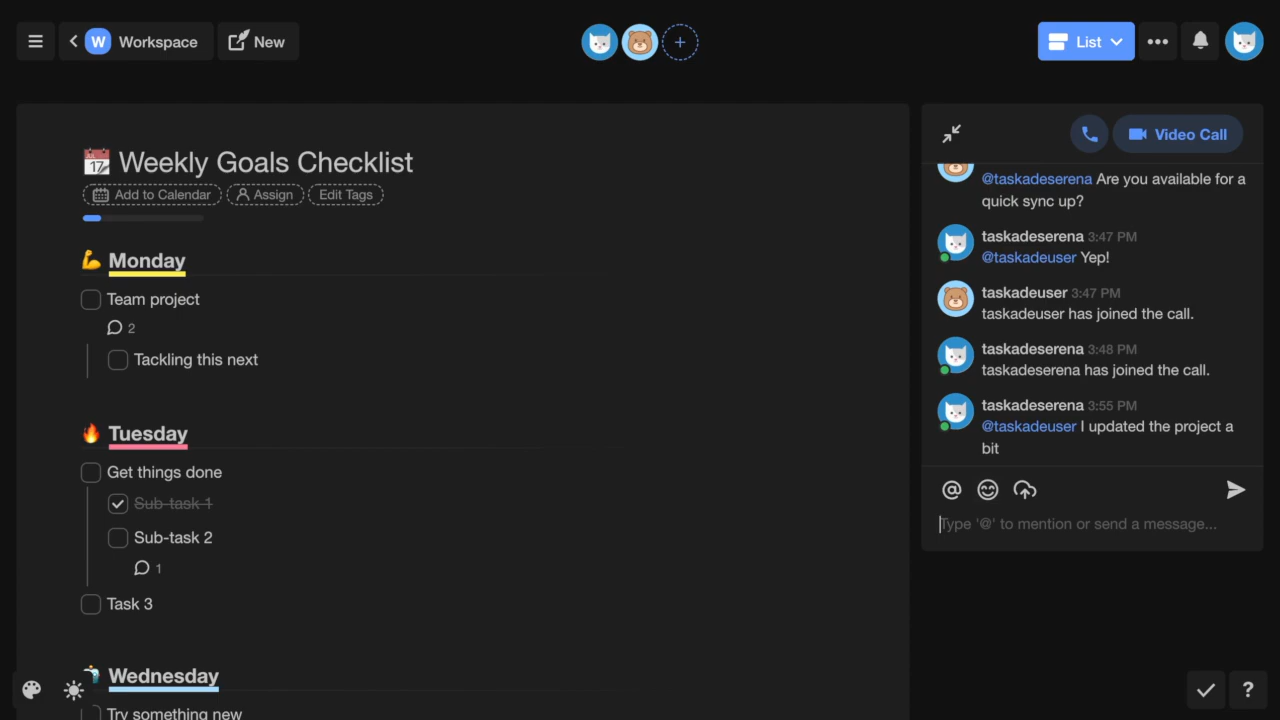 W Workspace
New
List
Weekly Goals Checklist
Add to Calendar
Assign
Edit Tags
Monday
Team project
2
Tackling this next
Tuesday
Get things done
Sub-task 1
Sub-task 2
1
Task 3
Wednesday
Try something new
Video Call
@taskadeserena Are you available for a
quick sync up?
taskadeserena 3:47 PM
@taskadeuser Yep!
taskadeuser 3:47 PM
taskadeuser has joined the call.
taskadeserena 3:48 PM
taskadeserena has joined the call.
taskadeserena 3:55 PM
@taskadeuser I updated the project a
bit
Type '@' to mention or send a message...